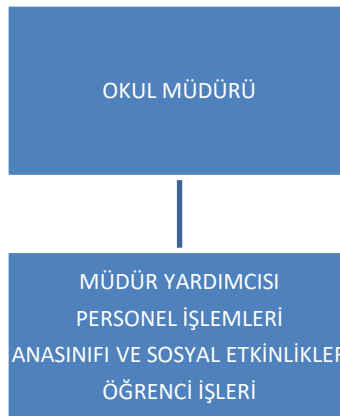 OKUL MÜDÜRÜ
MÜDÜR YARDIMCISI
PERSONEL İŞLEMLERİ
ANASINIFI VE SOSYAL ETKİNLİKLER
ÖĞRENCİ İŞLERİ